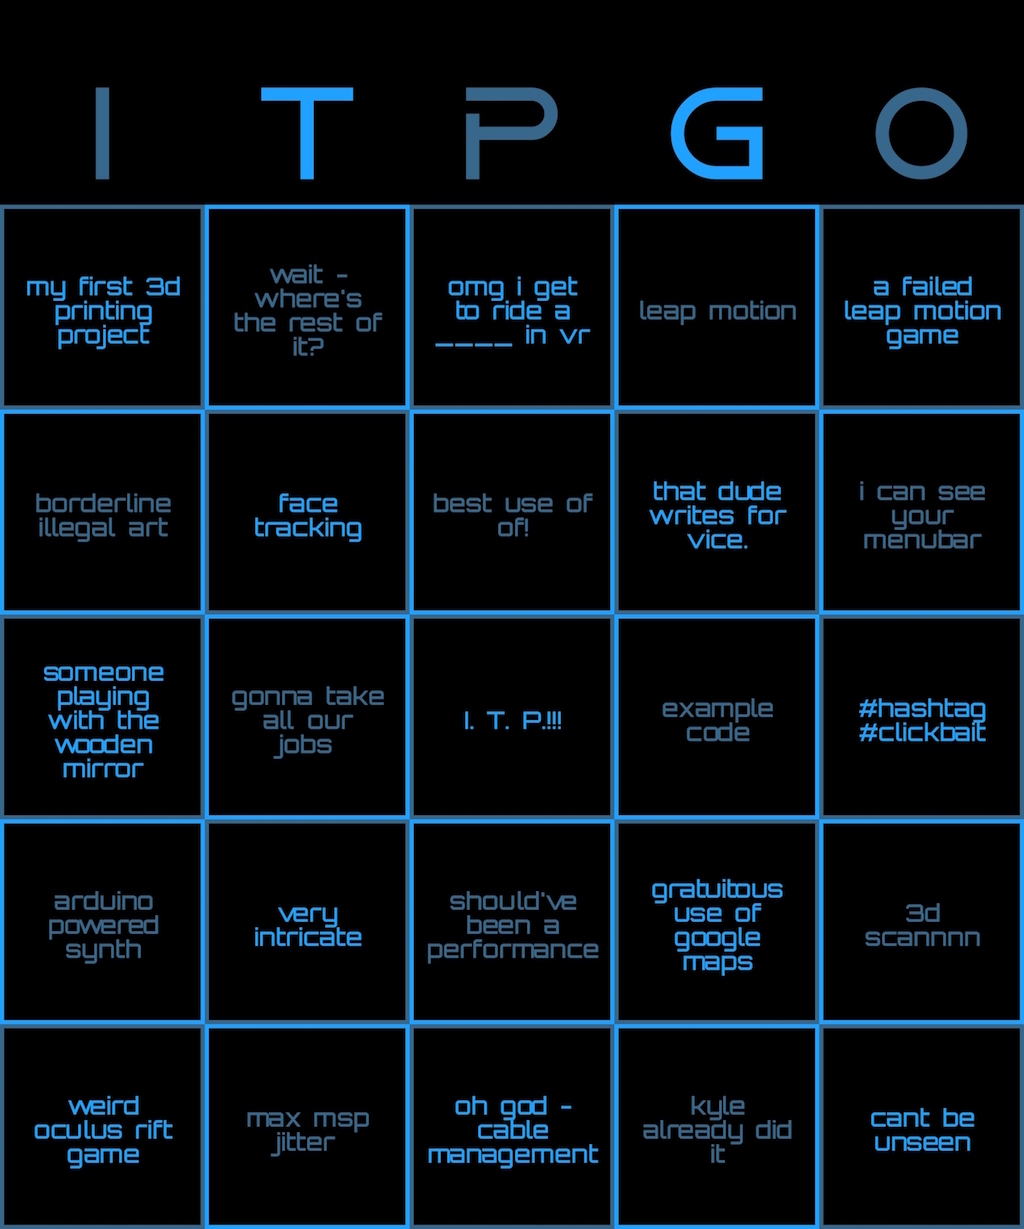 I T P G O
my first 3d
printing
project
wait -
where's
the rest of
it?
omg i get
to ride a
____ in vr
leap motion
a failed
leap motion
game
borderline
illegal art
face
tracking
best use of
of!
that dude
writes for
vice.
i can see
your
menubar
someone
playing
with the
wooden
mirror
gonna take
all our
jobs
I. T. P.!!!
example
code
#hashtag
#clickbait
arduino
powered
synth
very
intricate
should've
been a
performance
gratuitous
use of
google
maps
3d
scannnn
weird
oculus rift
game
max msp
jitter
oh god -
cable
management
kyle
already did
it
cant be
unseen